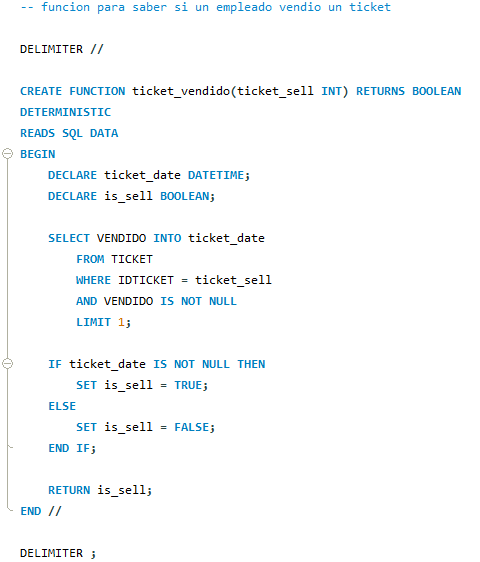 -- funcion para saber si un empleado vendio un ticket
DELIMITER //
CREATE FUNCTION ticket_vendido(ticket_sell INT) RETURNS BOOLEAN
DETERMINISTIC
READS SQL DATA
BEGIN
DECLARE ticket_date DATETIME;
DECLARE is_sell BOOLEAN;
SELECT VENDIDO INTO ticket_date
FROM TICKET
WHERE IDTICKET = ticket_sell
AND VENDIDO IS NOT NULL
LIMIT 1;
IF ticket_date IS NOT NULL THEN
SET is_sell = TRUE;
ELSE
SET is_sell = FALSE;
END IF;
RETURN is_sell;
END //
DELIMITER ;